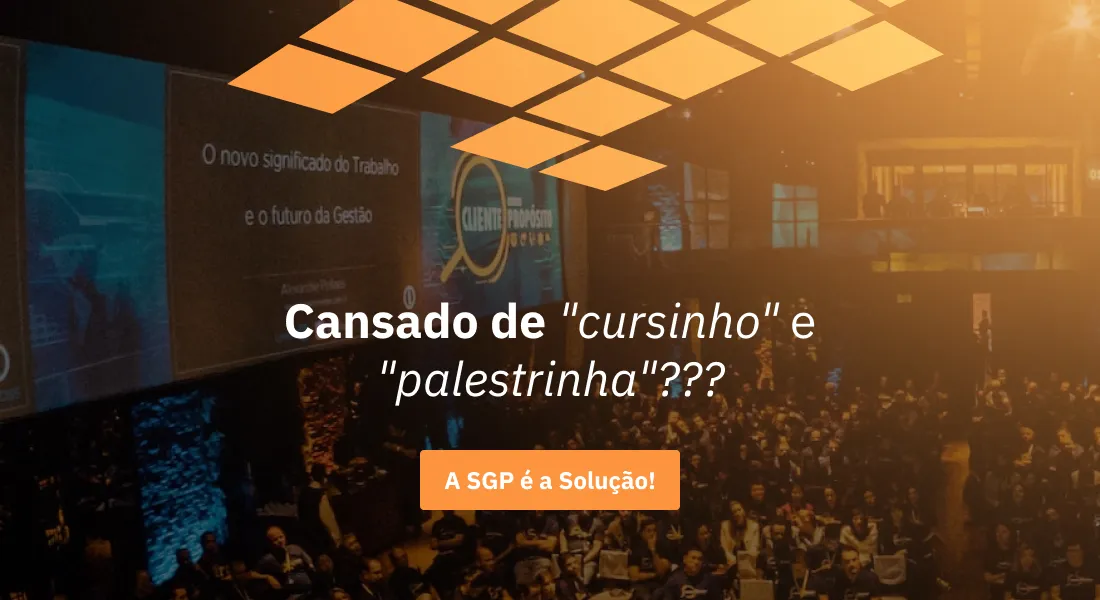 O novo significado do Trabalho
e o futuro da Gestão
CLIENTE PROPÓSITO
Cansado de "cursinho" e
"palestrinha"???
A SGP é a Solução!